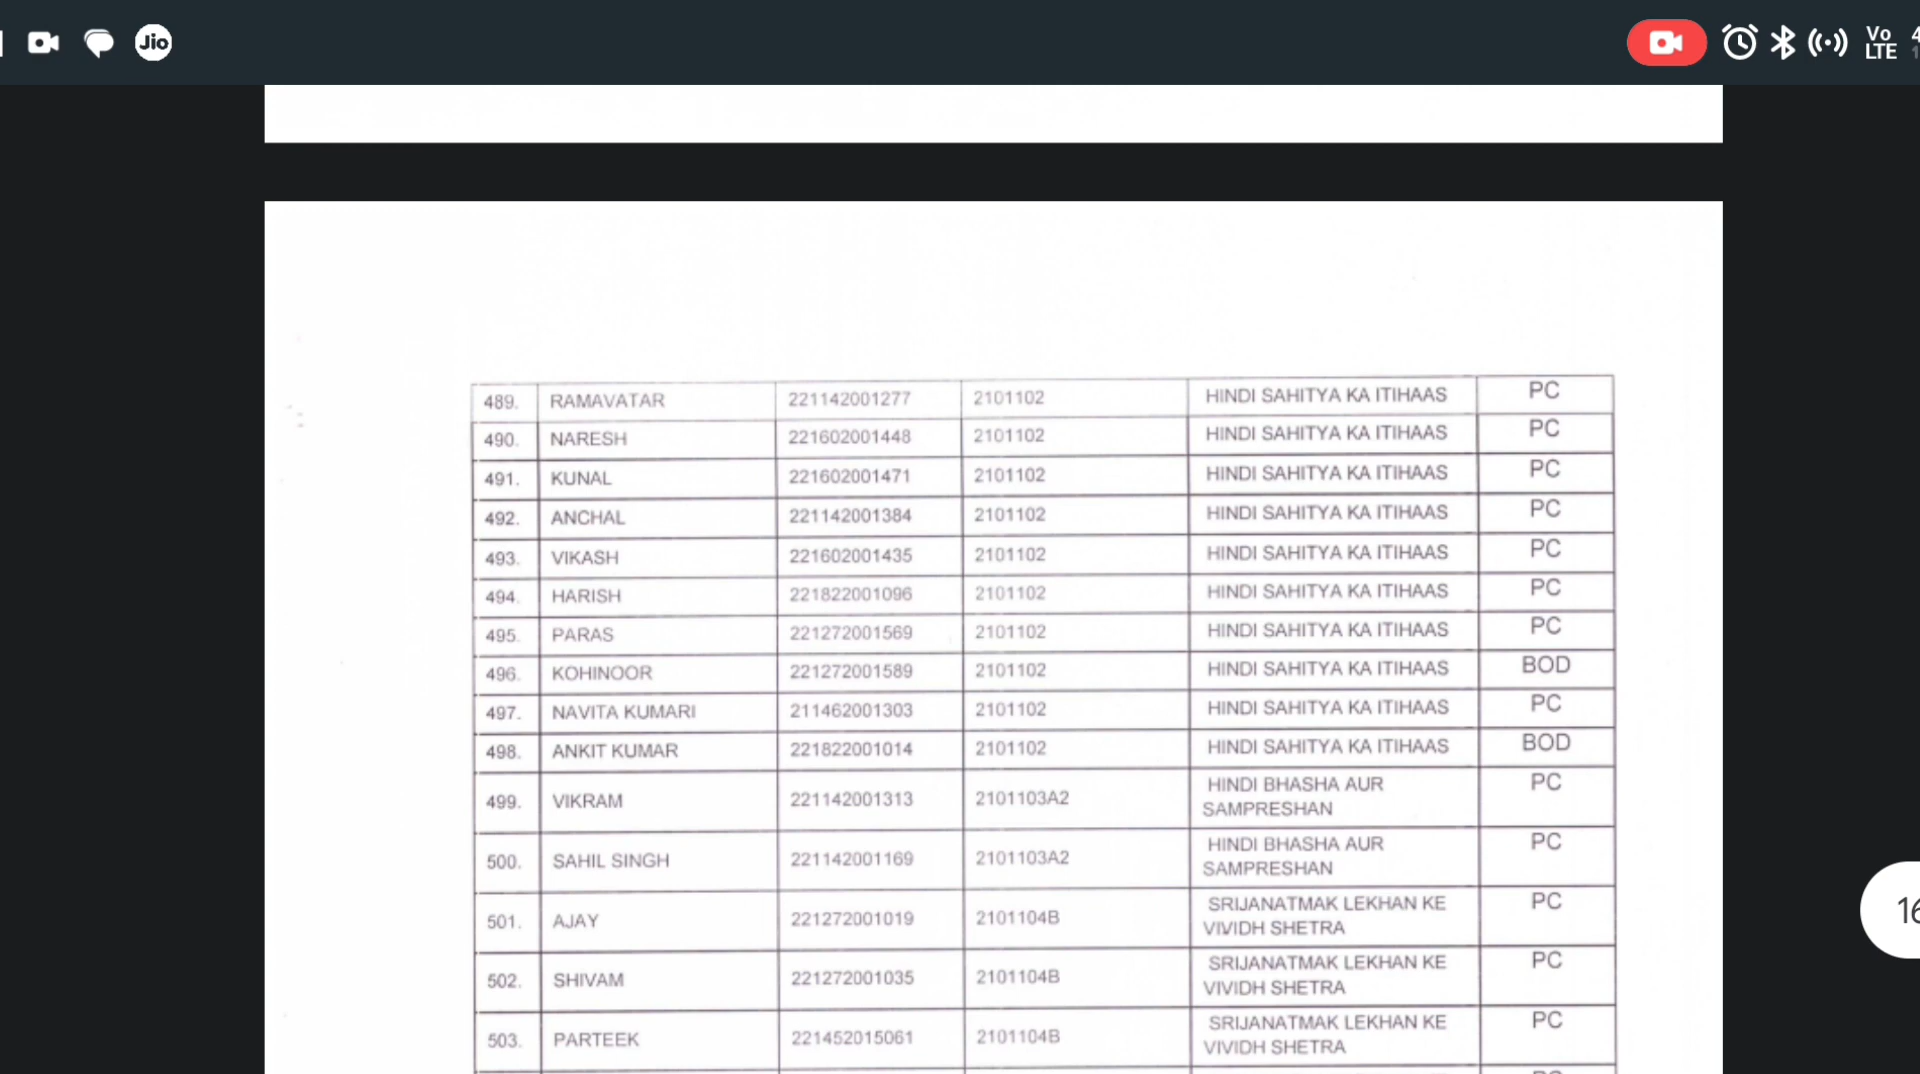 Jio
Vo
LTE
489. RAMAVATAR 221142001277 2101102 HINDI SAHITYA KA ITIHAAS PC
490. NARESH 221602001448 2101102 HINDI SAHITYA KA ITIHAAS PC
491. KUNAL 221602001471 2101102 HINDI SAHITYA KA ITIHAAS PC
492. ANCHAL 221142001384 2101102 HINDI SAHITYA KA ITIHAAS PC
493. VIKASH 221602001435 2101102 HINDI SAHITYA KA ITIHAAS PC
494. HARISH 221822001096 2101102 HINDI SAHITYA KA ITIHAAS PC
495. PARAS 221272001569 2101102 HINDI SAHITYA KA ITIHAAS PC
496. KOHINOOR 221272001589 2101102 HINDI SAHITYA KA ITIHAAS BOD
497. NAVITA KUMARI 211462001303 2101102 HINDI SAHITYA KA ITIHAAS PC
498. ANKIT KUMAR 221822001014 2101102 HINDI SAHITYA KA ITIHAAS BOD
499. VIKRAM 221142001313 2101103A2 HINDI BHASHA AUR PC
SAMPRESHAN
500. SAHIL SINGH 221142001169 2101103A2 HINDI BHASHA AUR PC
SAMPRESHAN
501. AJAY 221272001019 2101104B SRIJANATMAK LEKHAN KE PC
VIVIDH SHETRA
502. SHIVAM 221272001035 2101104B SRIJANATMAK LEKHAN KE PC
VIVIDH SHETRA
503. PARTEEK 221452015061 2101104B SRIJANATMAK LEKHAN KE PC
VIVIDH SHETRA